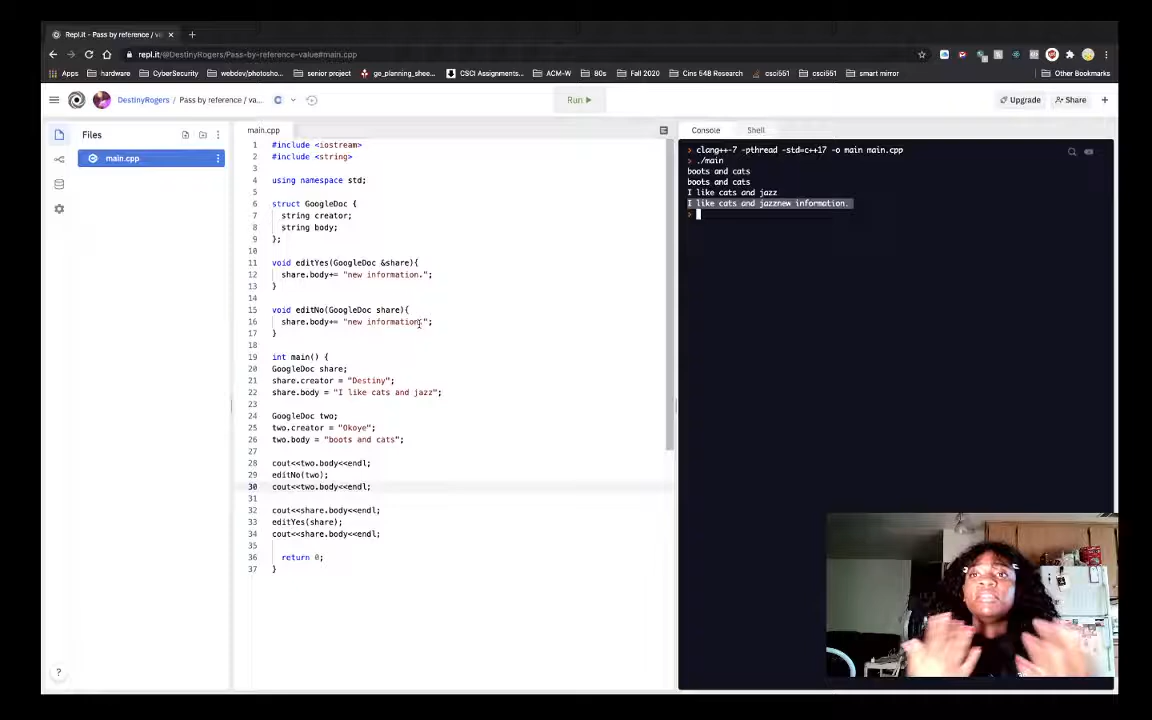 Repl.it - Pass by reference / v
repl.it/@DestinyRogers/Pass-by-reference-value#main.cpp
Apps hardware CyberSecurity webdev/photosho... senior project ge_planning_shee... CSCI Assignments... ACM-W 80s Fall 2020 Cins 548 Research csci551 csci551 smart mirror Other Bookmarks
DestinyRogers / Pass by reference / va... C Run Upgrade Share
Files
main.cpp
main.cpp
1 #include <iostream>
2 #include <string>
3
4 using namespace std;
5
6 struct GoogleDoc {
7 string creator;
8 string body;
9 };
10
11 void editYes(GoogleDoc &share){
12 share.body+= "new information.";
13 }
14
15 void editNo(GoogleDoc share){
16 share.body+= "new information.";
17 }
18
19 int main() {
20 GoogleDoc share;
21 share.creator = "Destiny";
22 share.body = "I like cats and jazz";
23
24 GoogleDoc two;
25 two.creator = "Okoye";
26 two.body = "boots and cats";
27
28 cout<<two.body<<endl;
29 editNo(two);
30 cout<<two.body<<endl;
31
32 cout<<share.body<<endl;
33 editYes(share);
34 cout<<share.body<<endl;
35
36 return 0;
37 }
Console Shell
clang++-7 -pthread -std=c++17 -o main main.cpp
./main
boots and cats
boots and cats
I like cats and jazz
I like cats and jazznew information.
?